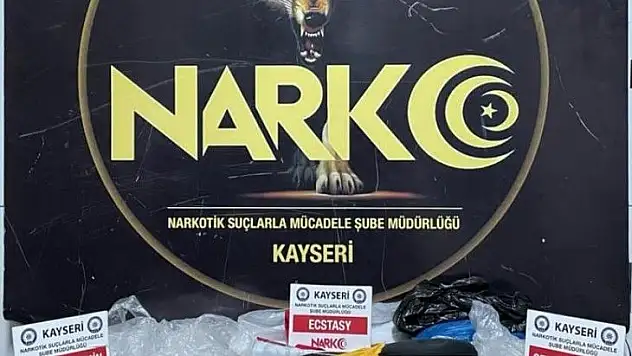 NARKO
NARKOTİK SUÇLARLA MÜCADELE ŞUBE MÜDÜRLÜĞÜ
KAYSERİ
KAYSERİ
NARKOTİK SUÇLARLA MÜCADELE
ŞUBE MÜDÜRLÜĞÜ
ECSTASY
NARKO
KAYSERİ
NARKOTİK SUÇLARLA MÜCADELE
ŞUBE MÜDÜRLÜĞÜ
KAYSERİ
NARKOTİK SUÇLARLA MÜCADELE
ŞUBE MÜDÜRLÜĞÜ